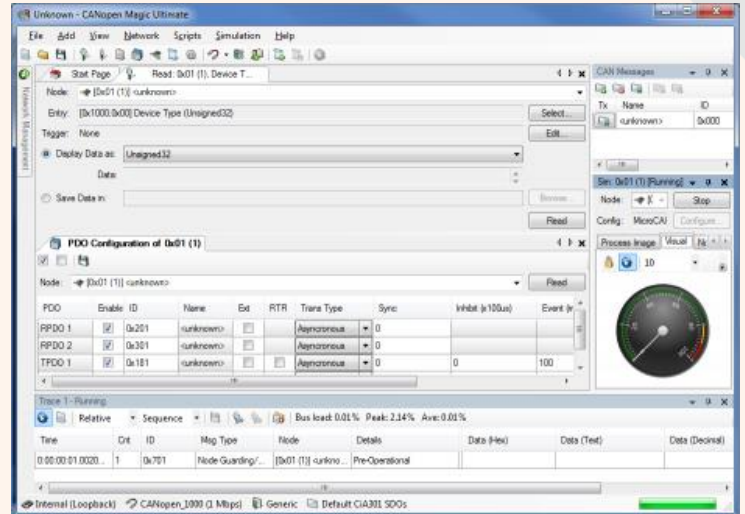 Unknown - CANopen Magic Ultimate
File Add View Network Scripts Simulation Help
Start Page Read: 0x01 (1), Device T...
Network Management
Node: [0x01 (1)] <unknown>
Entry: [0x1000.0x00] Device Type (Unsigned32) Select...
Trigger: None Edit...
Display Data as: Unsigned32
Data:
Save Data in: Browse...
Read
PDO Configuration of 0x01 (1)
Node: [0x01 (1)] <unknown> Read
PDO Enable ID Name Ext RTR Trans Type Sync Inhibit (x100us) Event (m
RPDO 1 0x201 <unknown> Asyncronous 0
RPDO 2 0x301 <unknown> Asyncronous 0
TPDO 1 0x181 <unknown> Asyncronous 0 0 100
CAN Messages
Tx Name ID
<unknown> 0x000
Sim: 0x01 (1) [Running]
Node: Stop
Config: MicroCAN Configure...
Process Image Visual
10
Trace 1 - Running
Relative Sequence Bus load: 0.01% Peak: 2.14% Ave: 0.01%
Time Cnt ID Msg Type Node Details Data (Hex) Data (Text) Data (Decimal)
0:00:00:01.0020... 1 0x701 Node Guarding/... [0x01 (1)] <unkno... Pre-Operational
Internal (Loopback) CANopen_1000 (1 Mbps) Generic Default CiA301 SDOs